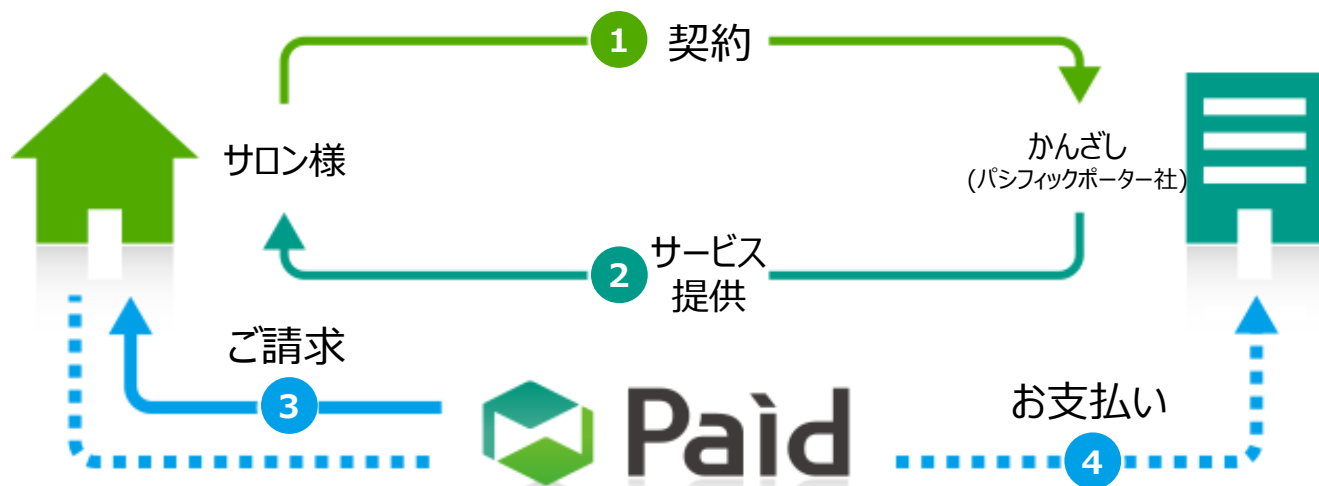 1 契約
サロン様
かんざし
(パシフィックポーター社)
2 サービス
提供
ご請求
3
Paid
お支払い
4